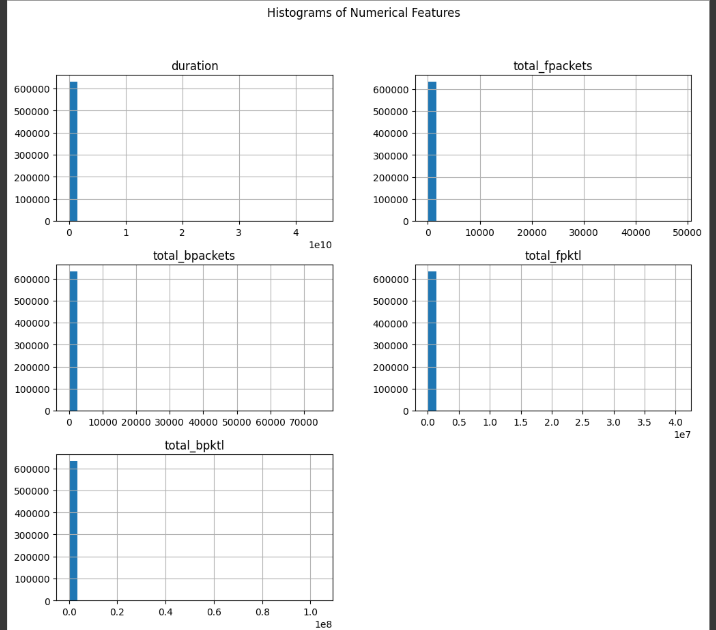 Histograms of Numerical Features
duration
600000
500000
400000
300000
200000
100000
0
0 1 2 3 4
1e10
total_fpackets
600000
500000
400000
300000
200000
100000
0
0 10000 20000 30000 40000 50000
total_bpackets
600000
500000
400000
300000
200000
100000
0
0 10000 20000 30000 40000 50000 60000 70000
total_fpktl
600000
500000
400000
300000
200000
100000
0
0.0 0.5 1.0 1.5 2.0 2.5 3.0 3.5 4.0
1e7
total_bpktl
600000
500000
400000
300000
200000
100000
0
0.0 0.2 0.4 0.6 0.8 1.0
1e8